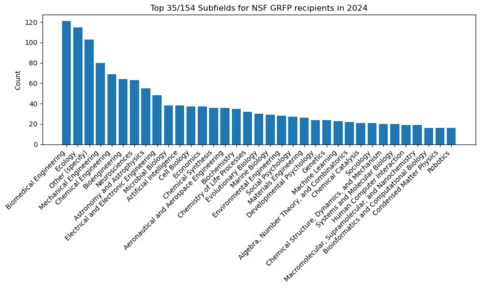 Top 35/154 Subfields for NSF GRFP recipients in 2024
Count
120
100
80
60
40
20
0
Biomedical Engineering
Ecology
Other (specify)
Mechanical Engineering
Chemical Engineering
Bioengineering
Neurosciences
Astronomy and Astrophysics
Electrical and Electronic Engineering
Microbial Biology
Artificial Intelligence
Cell Biology
Economics
Chemical Synthesis
Aeronautical and Aerospace Engineering
Biochemistry
Chemistry of Life Processes
Evolutionary Biology
Marine Biology
Environmental Engineering
Social Psychology
Materials Engineering
Developmental Psychology
Genetics
Machine Learning
Algebra, Number Theory, and Combinatorics
Chemical Catalysis
Sociology
Chemical Structure, Dynamics, and Mechanism
Systems and Molecular Biology
Human Computer Interaction
Macromolecular, Supramolecular, and Nanochemistry
Bioinformatics and Computational Biology
Condensed Matter Physics
Robotics